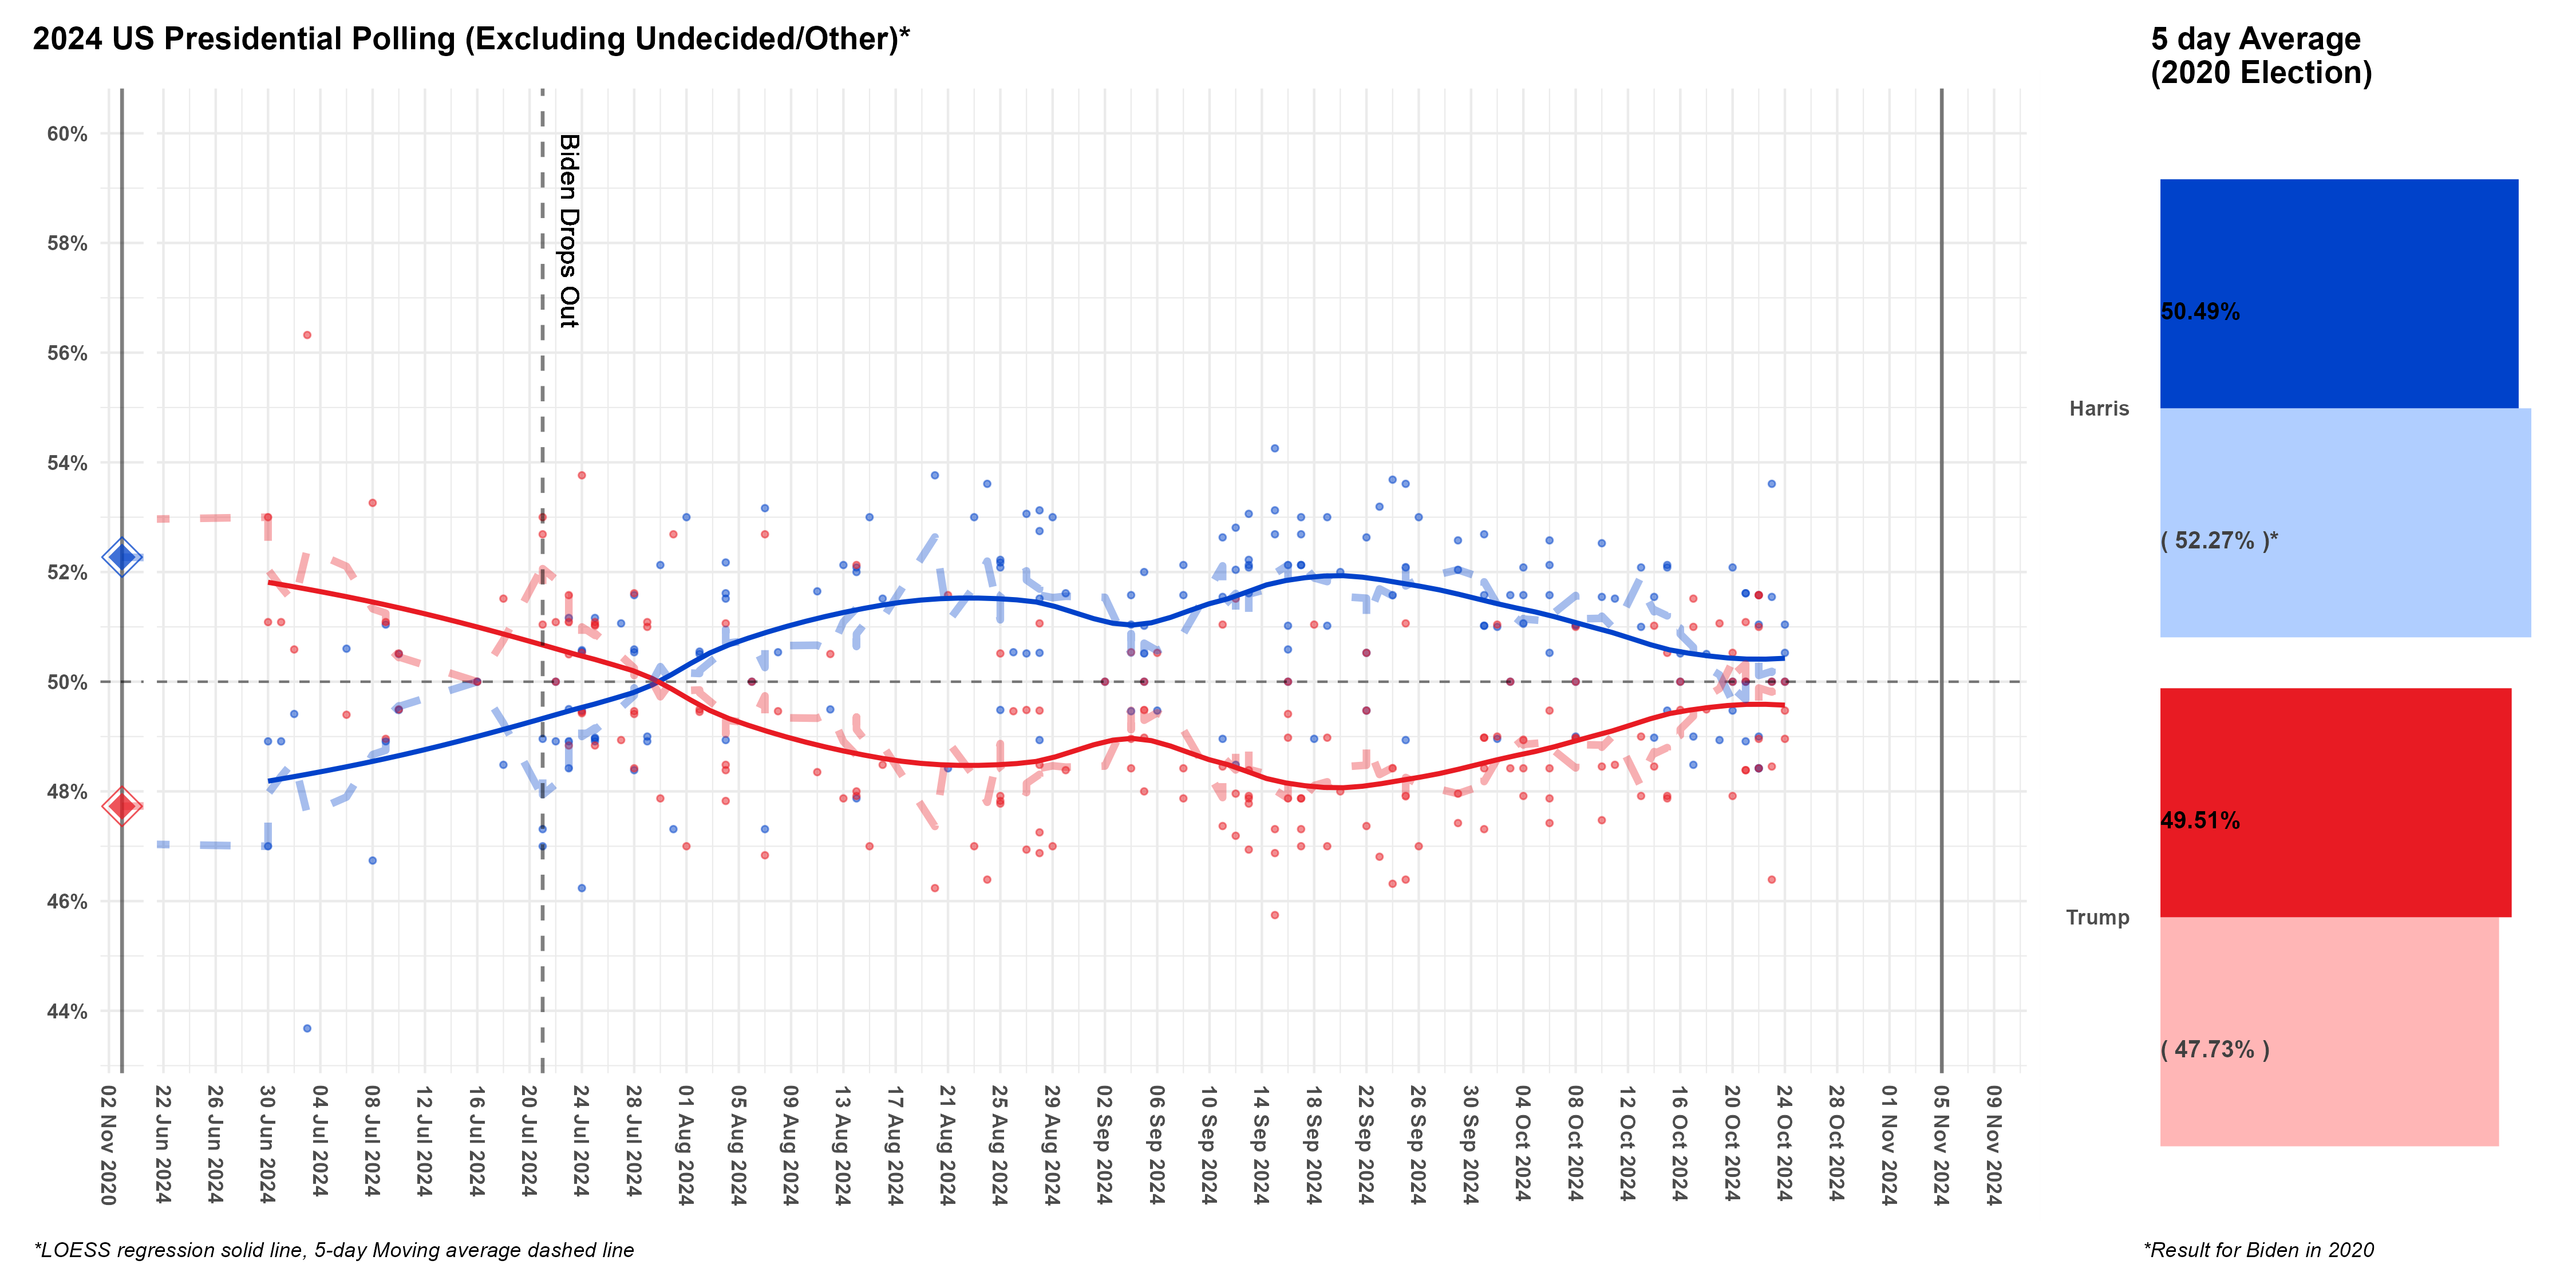 2024 US Presidential Polling (Excluding Undecided/Other)*
5 day Average
(2020 Election)
60%
58%
56%
54%
52%
50%
48%
46%
44%
Biden Drops Out
02 Nov 2020
22 Jun 2024
26 Jun 2024
30 Jun 2024
04 Jul 2024
08 Jul 2024
12 Jul 2024
16 Jul 2024
20 Jul 2024
24 Jul 2024
28 Jul 2024
01 Aug 2024
05 Aug 2024
09 Aug 2024
13 Aug 2024
17 Aug 2024
21 Aug 2024
25 Aug 2024
29 Aug 2024
02 Sep 2024
06 Sep 2024
10 Sep 2024
14 Sep 2024
18 Sep 2024
22 Sep 2024
26 Sep 2024
30 Sep 2024
04 Oct 2024
08 Oct 2024
12 Oct 2024
16 Oct 2024
20 Oct 2024
24 Oct 2024
28 Oct 2024
01 Nov 2024
05 Nov 2024
09 Nov 2024
Harris
50.49%
( 52.27% )*
Trump
49.51%
( 47.73% )
*LOESS regression solid line, 5-day Moving average dashed line
*Result for Biden in 2020